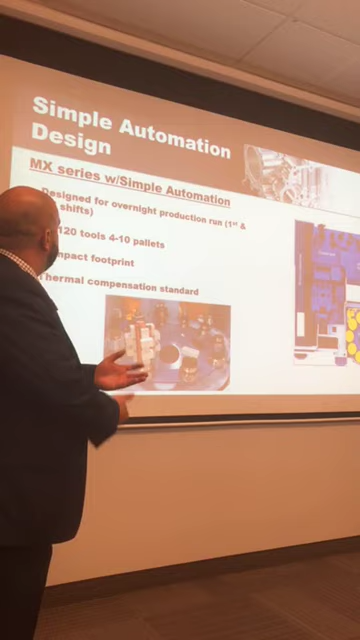 Simple Automation
Design
MX series w/Simple Automation
Designed for overnight production run (1st &
shifts)
120 tools 4-10 pallets
footprint
Thermal compensation standard